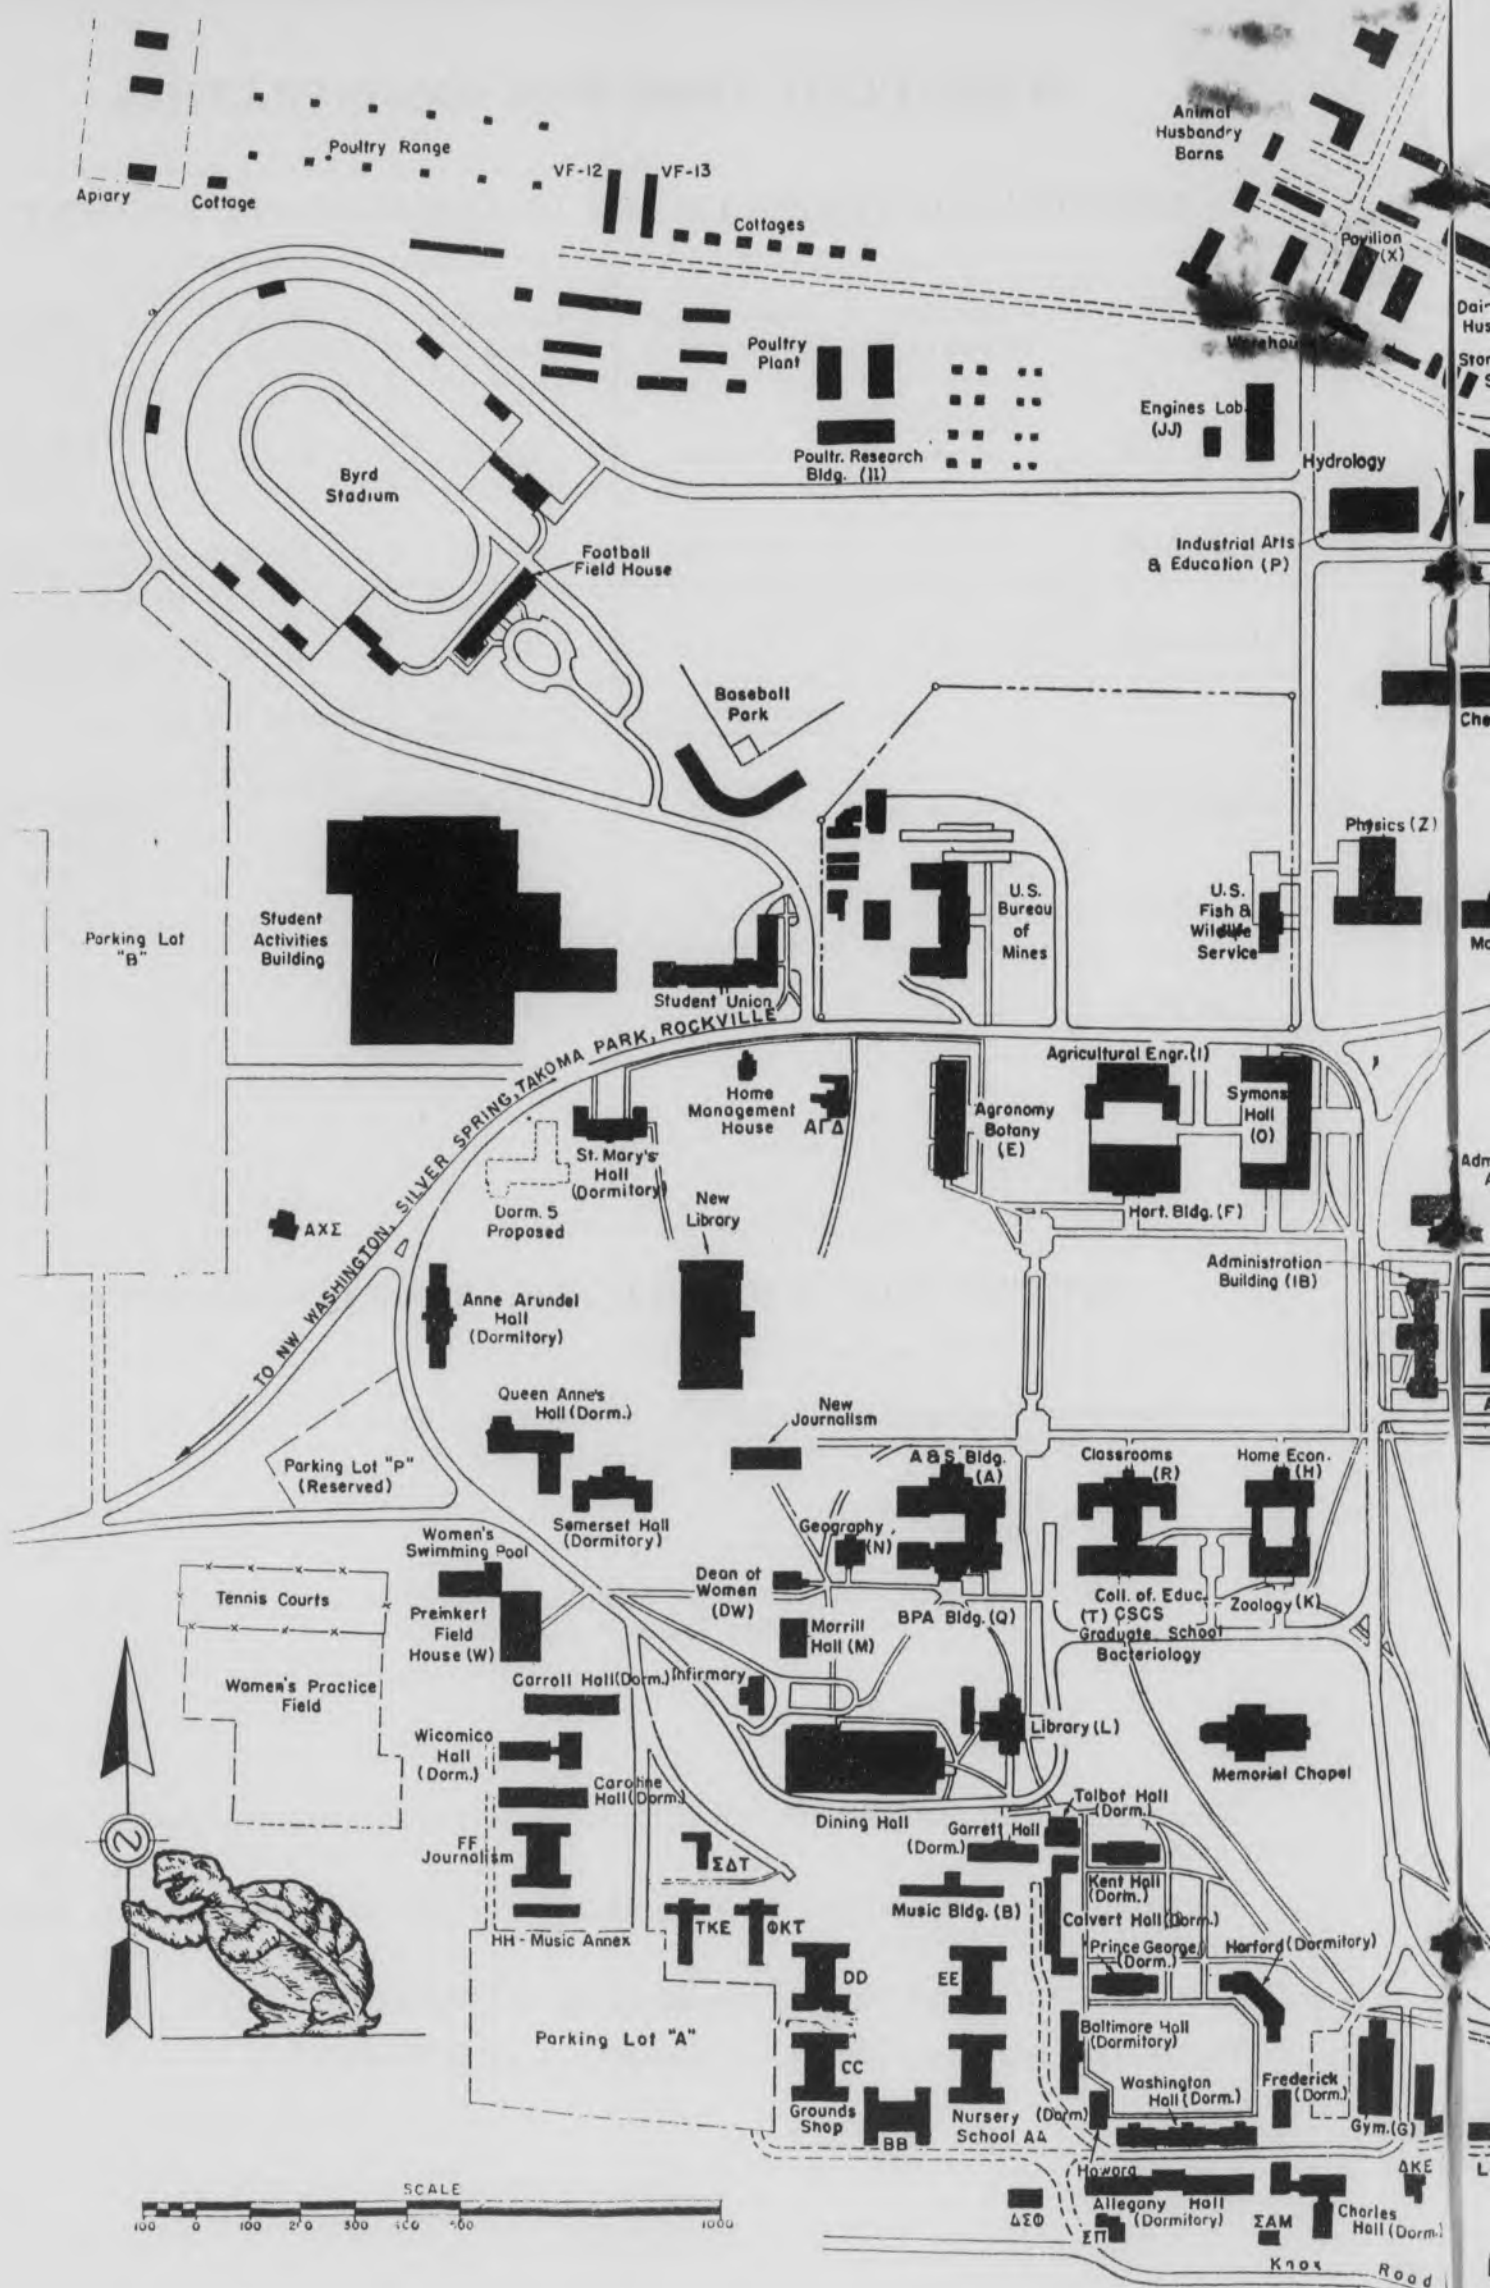 Animal
Husbandry
Barns
Poultry Range
VF-12
VF-13
Apiary
Cottage
Cottages
Pavilion
(X)
Poultry
Plant
Engines Lab.
(JJ)
Poultr. Research
Bldg. (II)
Hydrology
Byrd
Stadium
Industrial Arts
& Education (P)
Football
Field House
Baseball
Park
Physics (Z)
Student
Activities
Building
Parking Lot
"B"
U.S.
Bureau
of
Mines
U.S.
Fish &
Wildlife
Service
Student Union
TO NW WASHINGTON, SILVER SPRING, TAKOMA PARK, ROCKVILLE
Agricultural Engr. (I)
Home
Management
House
ΑΓΔ
Agronomy
Botany
(E)
Symons
Hall
(O)
St. Mary's
Hall
(Dormitory)
Dorm. 5
Proposed
New
Library
Hort. Bldg. (F)
ΑΧΣ
Administration
Building (IB)
Anne Arundel
Hall
(Dormitory)
Queen Anne's
Hall (Dorm.)
New
Journalism
Parking Lot "P"
(Reserved)
A & S Bldg.
(A)
Classrooms
(R)
Home Econ.
(H)
Somerset Hall
(Dormitory)
Geography
(N)
Women's
Swimming Pool
Tennis Courts
Dean of
Women
(DW)
Preinkert
Field
House (W)
Morrill
Hall (M)
BPA Bldg. (Q)
Coll. of. Educ.
(T) CSCS
Graduate School
Bacteriology
Zoology (K)
Women's Practice
Field
Carroll Hall (Dorm.)
Infirmary
Library (L)
Wicomico
Hall
(Dorm.)
Memorial Chapel
Caroline
Hall (Dorm.)
Dining Hall
Talbot Hall
(Dorm.)
Garrett Hall
(Dorm.)
FF
Journalism
ΣΔΤ
Kent Hall
(Dorm.)
Music Bldg. (B)
Calvert Hall (Dorm.)
ΤΚΕ
ΦΚΤ
HH - Music Annex
Prince George
(Dorm.)
Harford (Dormitory)
DD
EE
Parking Lot "A"
Baltimore Hall
(Dormitory)
CC
Grounds
Shop
BB
Nursery
School AA
Washington
Hall (Dorm.)
Frederick
(Dorm.)
(Dorm)
Howard
Gym. (G)
SCALE
100 0 100 200 300 400 500 1000
ΔΣΦ
Allegany Hall
(Dormitory)
ΣΠ
ΣΑΜ
Charles
Hall (Dorm.)
ΔΚΕ
Knox Road